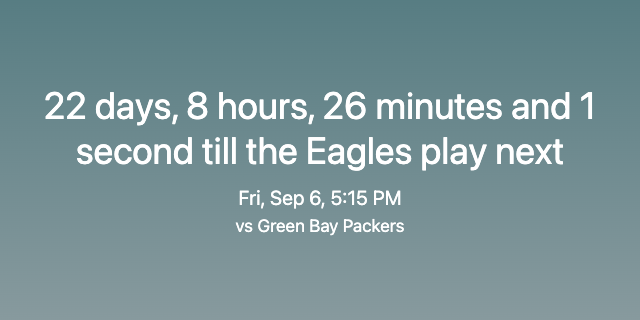 22 days, 8 hours, 26 minutes and 1
second till the Eagles play next
Fri, Sep 6, 5:15 PM
vs Green Bay Packers